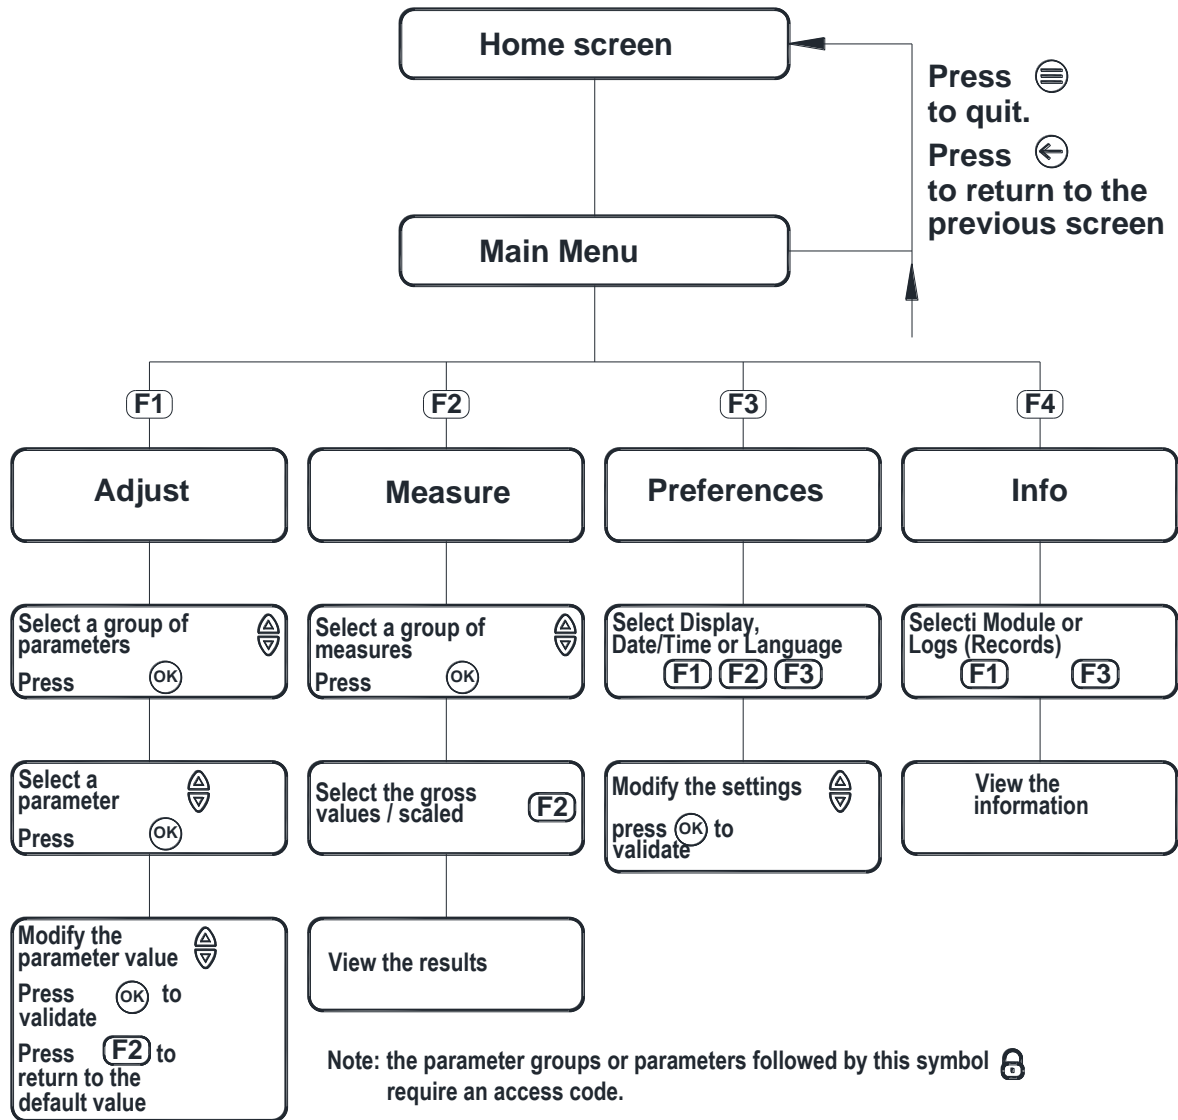 Home screen
Press
to quit.
Press
to return to the
previous screen
Main Menu
F1
F2
F3
F4
Adjust
Measure
Preferences
Info
Select a group of
parameters
Press OK
Select a group of
measures
Press OK
Select Display,
Date/Time or Language
F1 F2 F3
Selecti Module or
Logs (Records)
F1 F3
Select a
parameter
Press OK
Select the gross
values / scaled F2
Modify the settings
press OK to
validate
View the
information
Modify the
parameter value
Press OK to
validate
Press F2 to
return to the
default value
View the results
Note: the parameter groups or parameters followed by this symbol
require an access code.